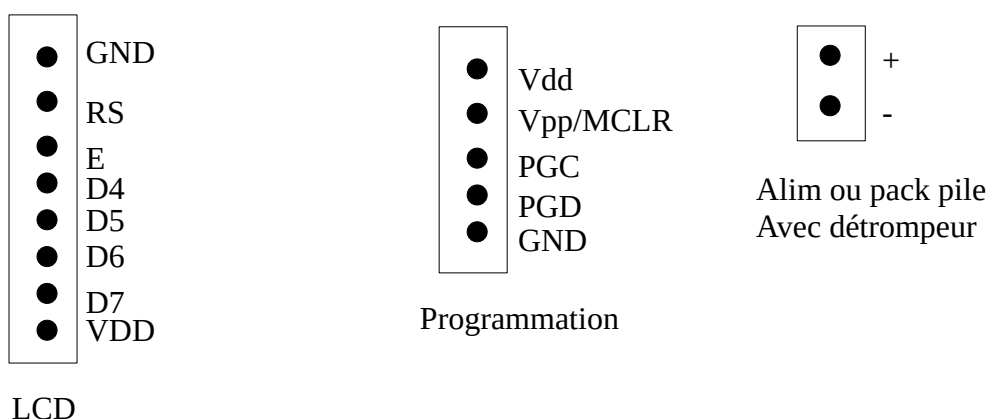 GND
RS
E
D4
D5
D6
D7
VDD
LCD
Vdd
Vpp/MCLR
PGC
PGD
GND
Programmation
+
-
Alim ou pack pile
Avec détrompeur